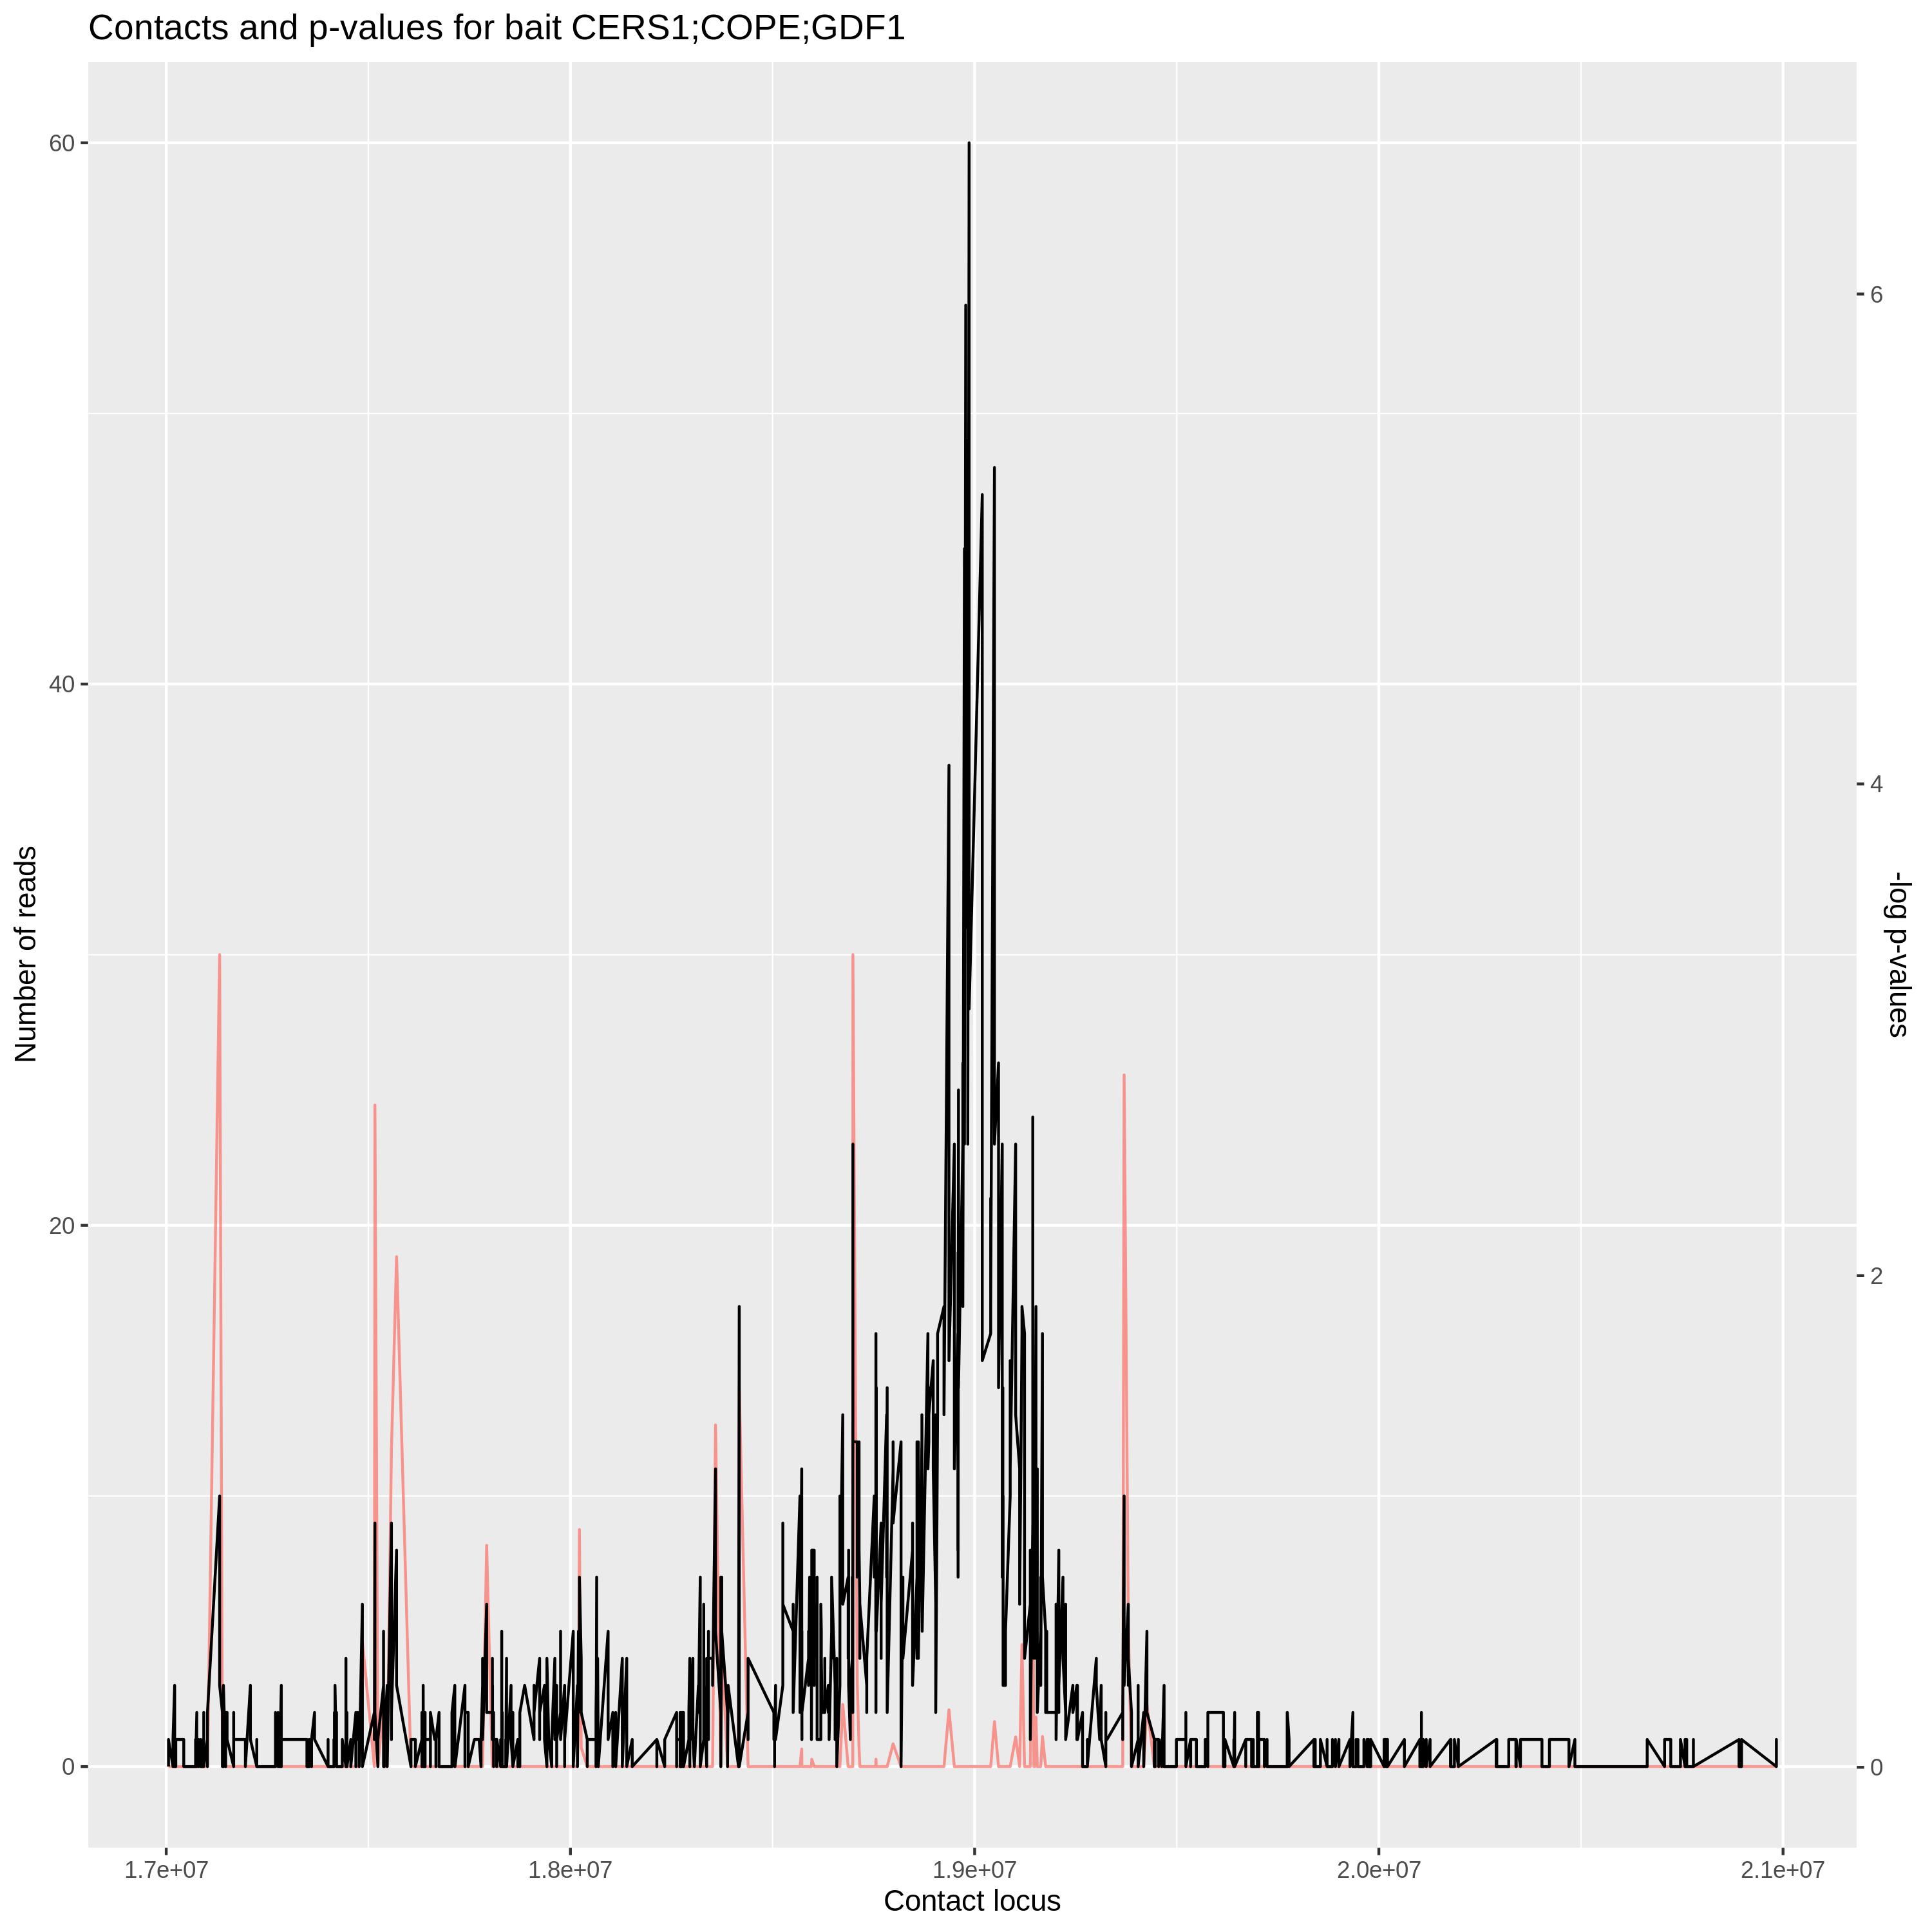 Contacts and p-values for bait CERS1;COPE;GDF1
60
40
20
0
Number of reads
6
4
2
0
-log p-values
1.7e+07
1.8e+07
1.9e+07
2.0e+07
2.1e+07
Contact locus